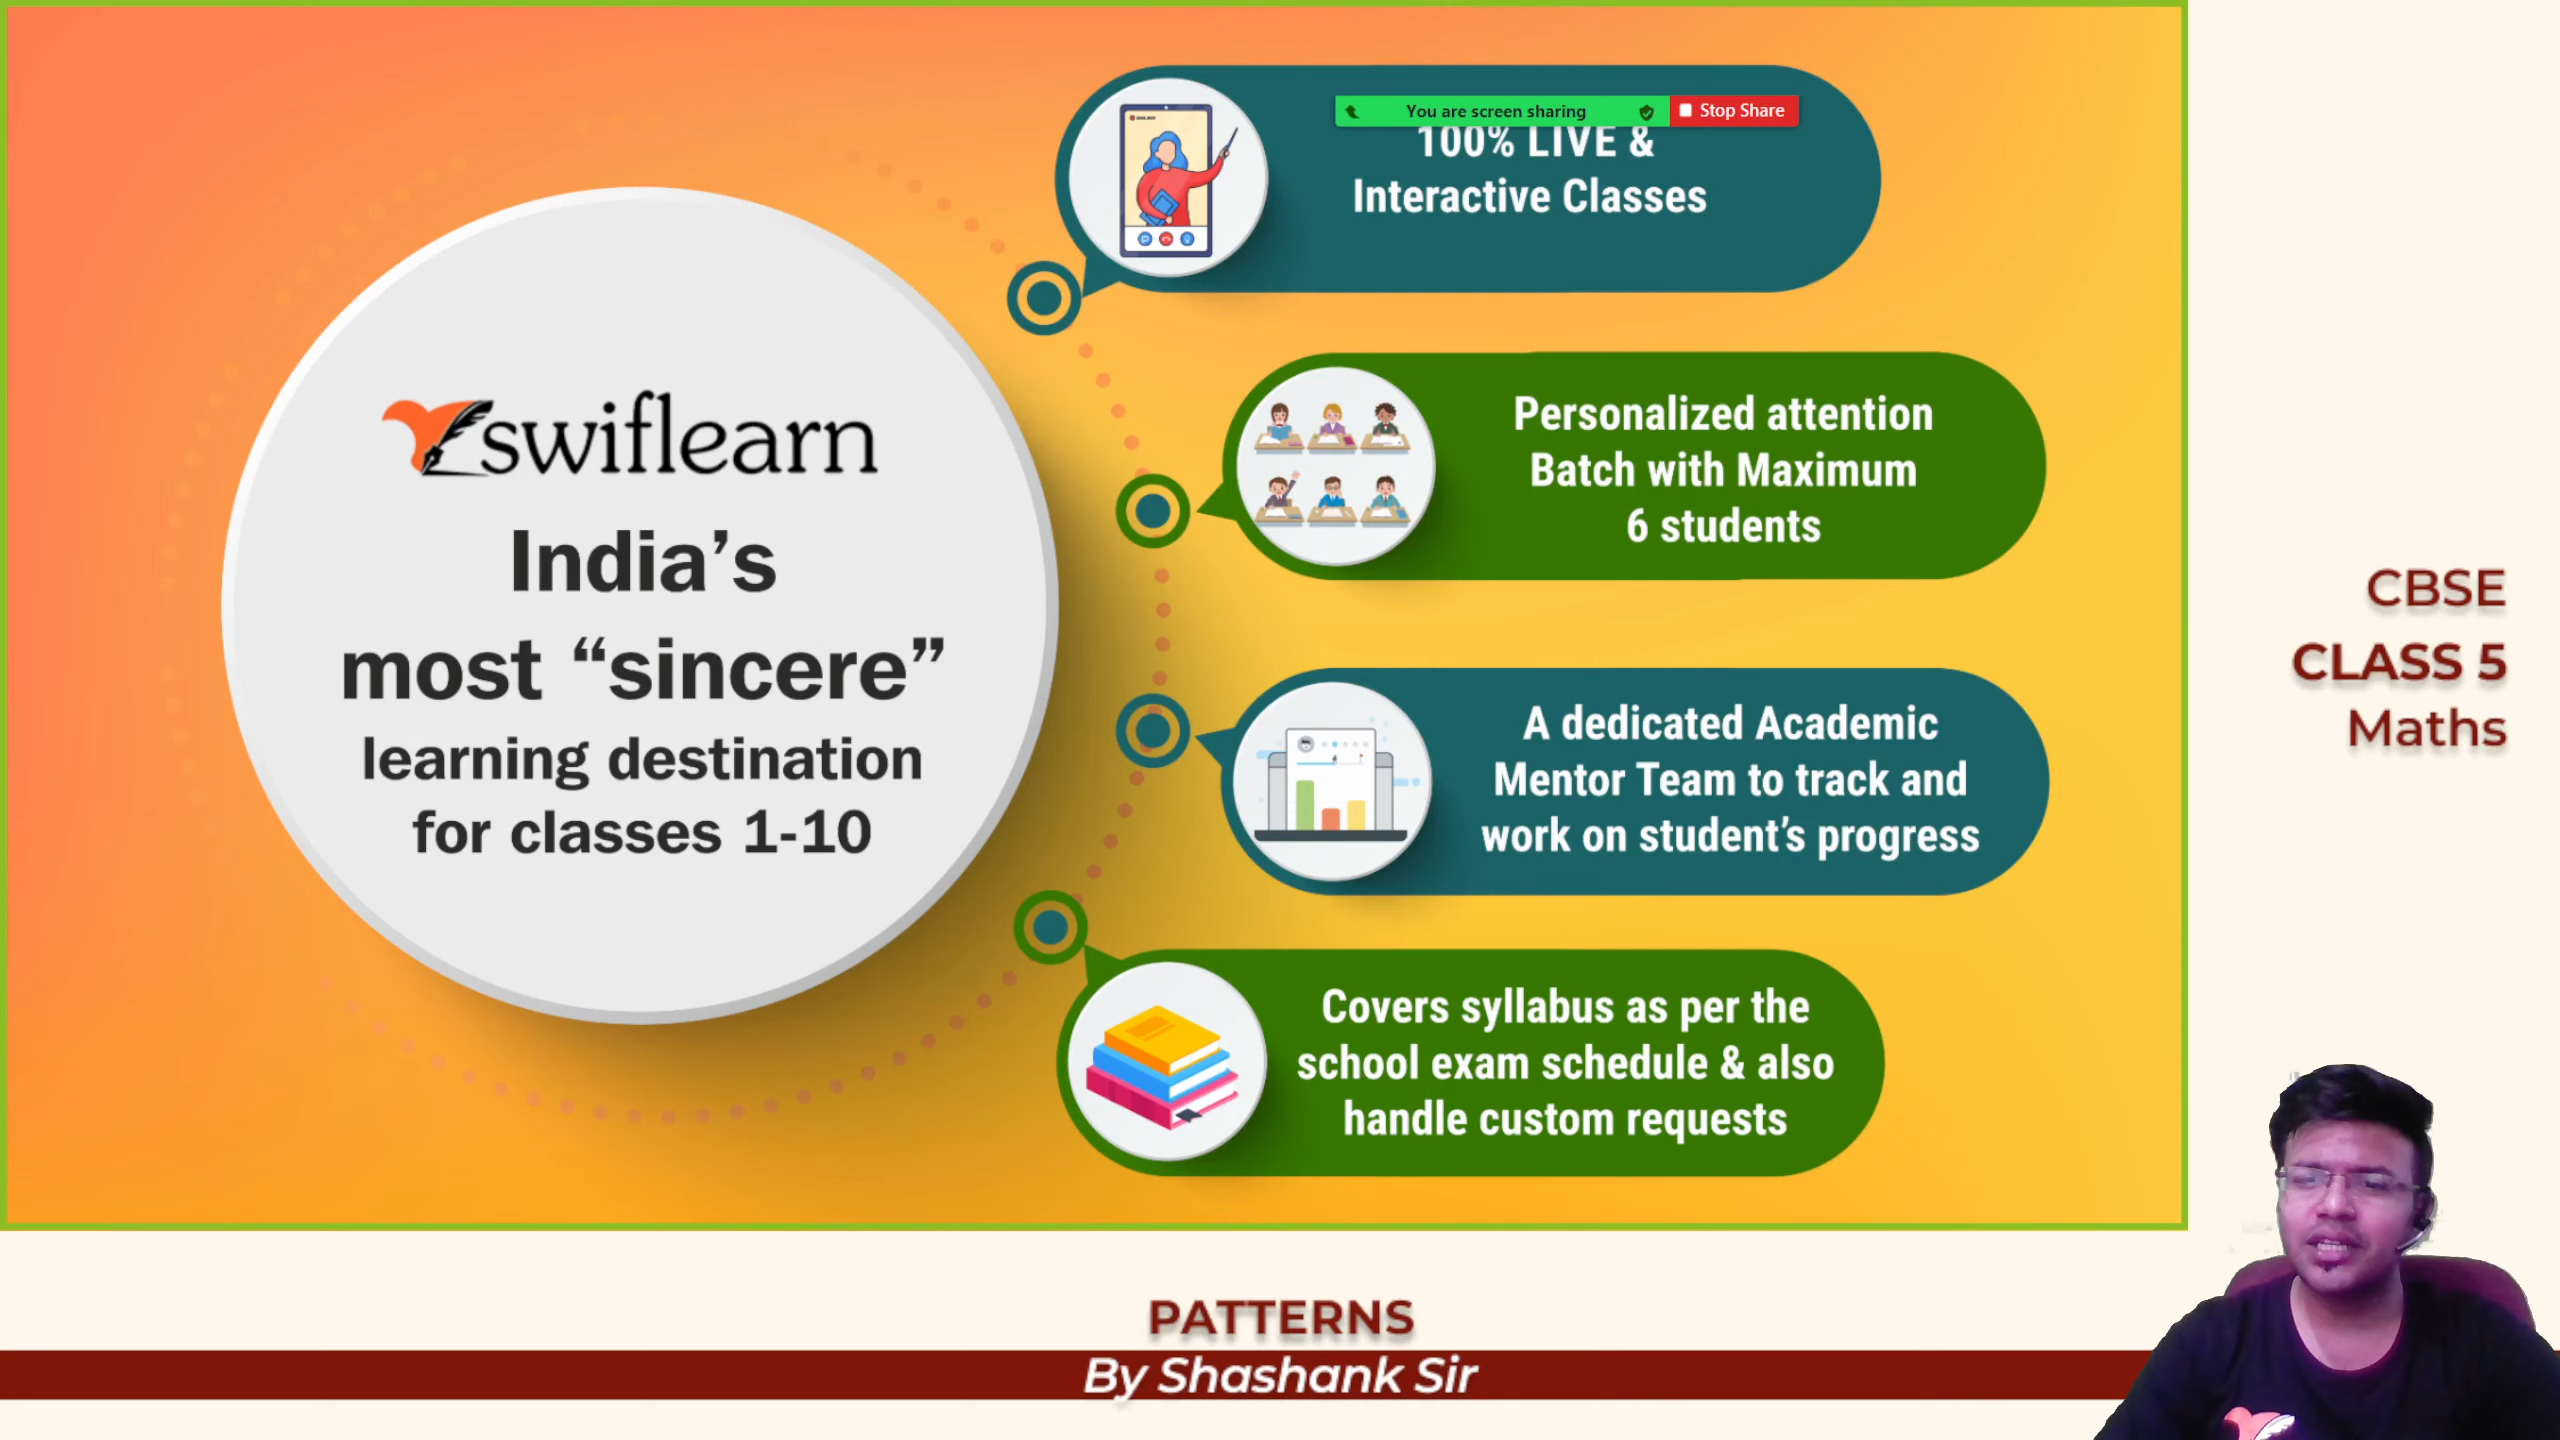 You are screen sharing
Stop Share
100% LIVE &
Interactive Classes
swiflearn
India’s
most “sincere”
learning destination
for classes 1-10
Personalized attention
Batch with Maximum
6 students
A dedicated Academic
Mentor Team to track and
work on student’s progress
Covers syllabus as per the
school exam schedule & also
handle custom requests
CBSE
CLASS 5
Maths
PATTERNS
By Shashank Sir